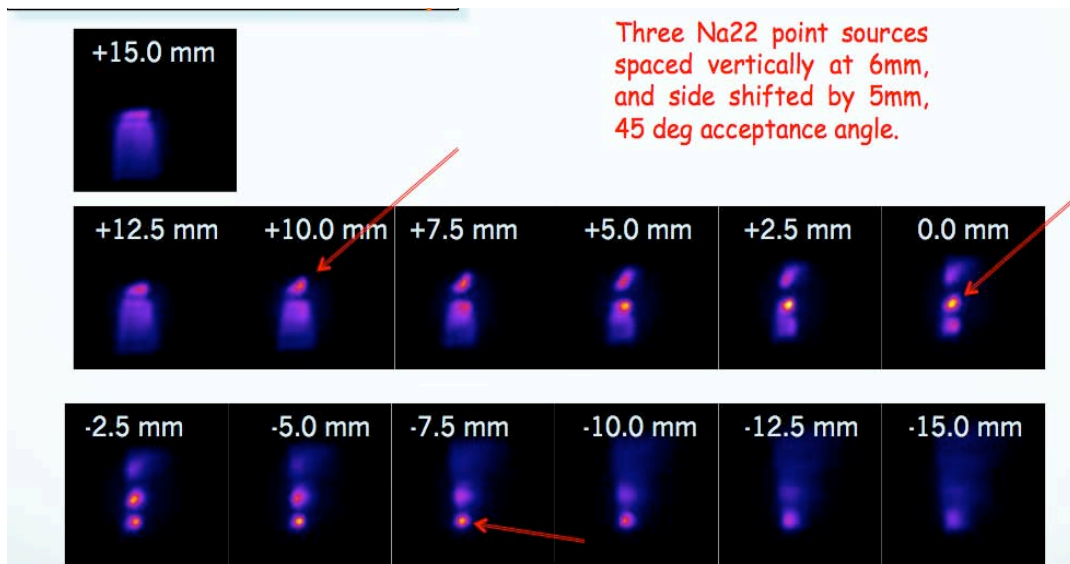 +15.0 mm
Three Na22 point sources
spaced vertically at 6mm,
and side shifted by 5mm,
45 deg acceptance angle.
+12.5 mm
+10.0 mm
+7.5 mm
+5.0 mm
+2.5 mm
0.0 mm
-2.5 mm
-5.0 mm
-7.5 mm
-10.0 mm
-12.5 mm
-15.0 mm